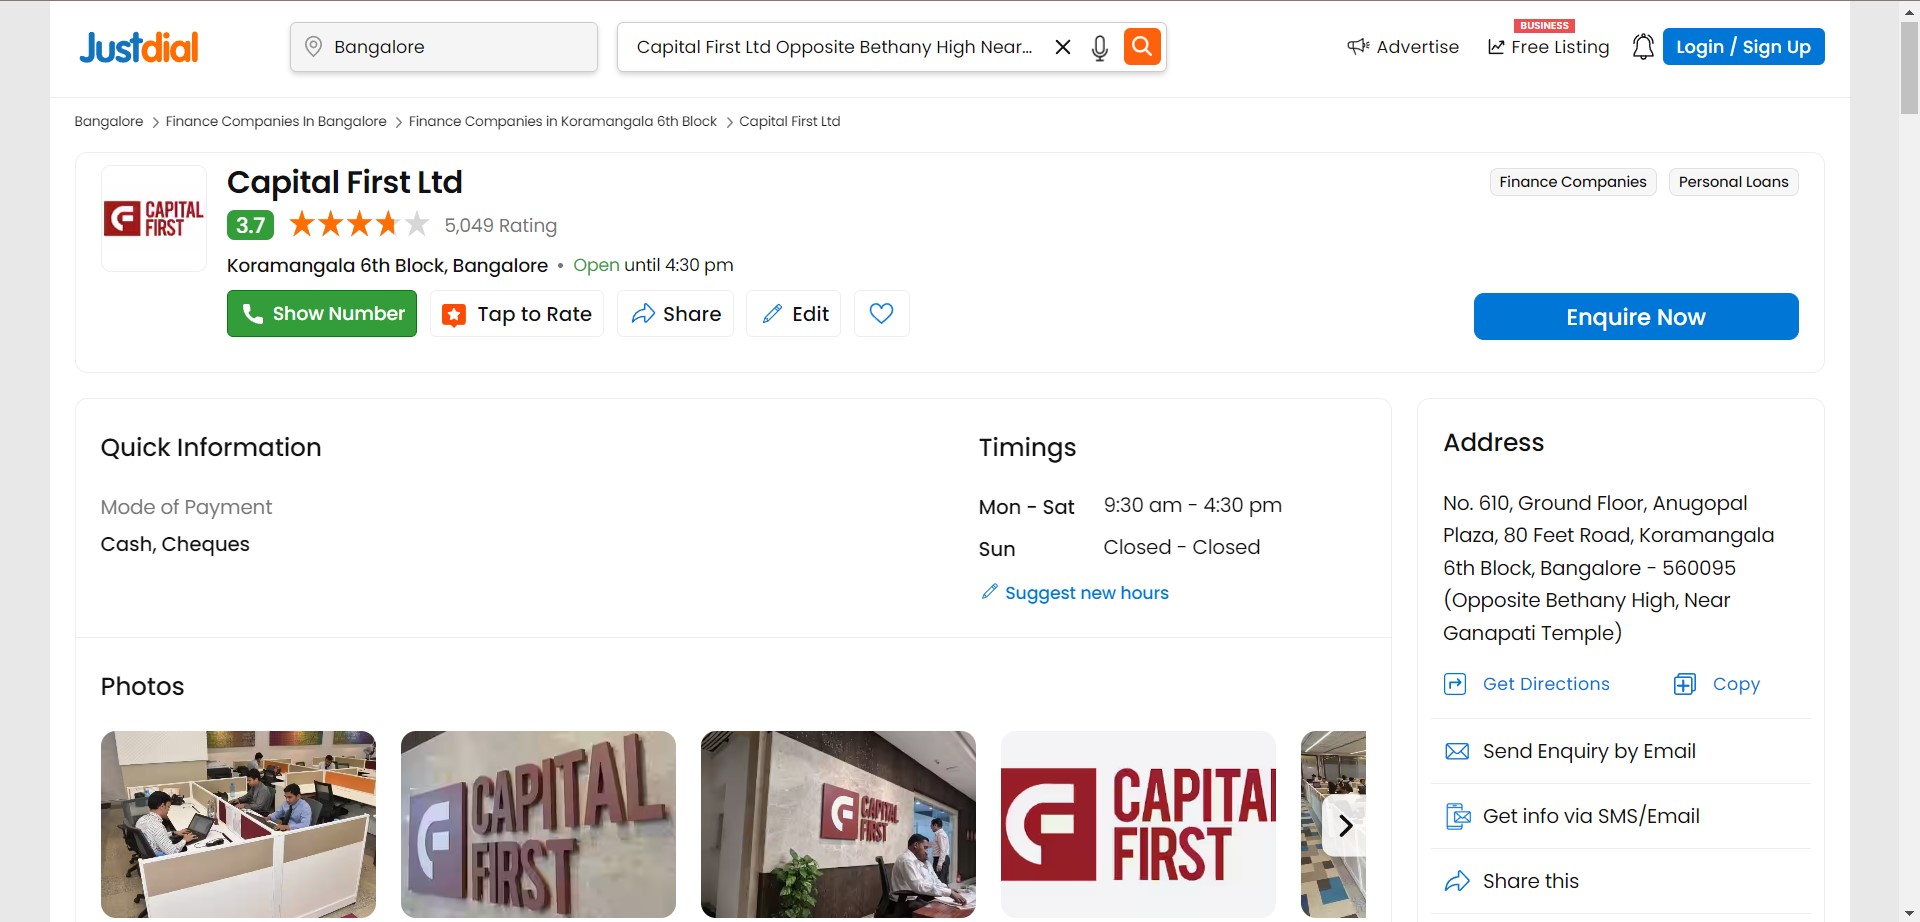 Justdial
Bangalore
Capital First Ltd Opposite Bethany High Near...
Advertise
BUSINESS
Free Listing
Login / Sign Up
Bangalore > Finance Companies In Bangalore > Finance Companies in Koramangala 6th Block > Capital First Ltd
CAPITAL
FIRST
Capital First Ltd
3.7 5,049 Rating
Koramangala 6th Block, Bangalore • Open until 4:30 pm
Show Number
Tap to Rate
Share
Edit
Finance Companies
Personal Loans
Enquire Now
Quick Information
Mode of Payment
Cash, Cheques
Timings
Mon - Sat 9:30 am - 4:30 pm
Sun Closed - Closed
Suggest new hours
Photos
CAPITAL
FIRST
CAPITAL
FIRST
CAPITAL
FIRST
Address
No. 610, Ground Floor, Anugopal
Plaza, 80 Feet Road, Koramangala
6th Block, Bangalore - 560095
(Opposite Bethany High, Near
Ganapati Temple)
Get Directions
Copy
Send Enquiry by Email
Get info via SMS/Email
Share this